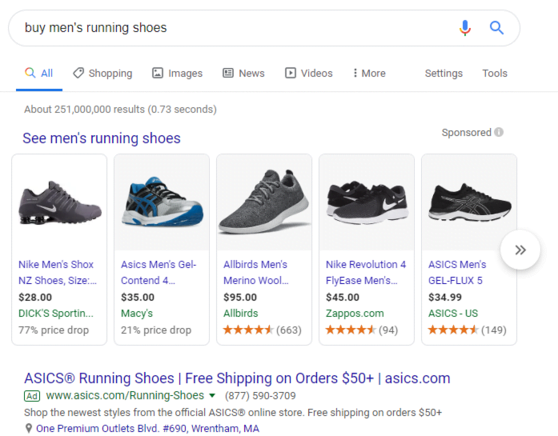 buy men's running shoes
All Shopping Images News Videos More Settings Tools
About 251,000,000 results (0.73 seconds)
See men's running shoes
Sponsored
Nike Men's Shox
NZ Shoes, Size:...
$28.00
DICK'S Sportin...
77% price drop
Asics Men's Gel-
Contend 4...
$35.00
Macy's
21% price drop
Allbirds Men's
Merino Wool...
$95.00
Allbirds
(663)
Nike Revolution 4
FlyEase Men's...
$45.00
Zappos.com
(94)
ASICS Men's
GEL-FLUX 5
$34.99
ASICS - US
(149)
ASICS® Running Shoes | Free Shipping on Orders $50+ | asics.com
Ad www.asics.com/Running-Shoes (877) 590-3709
Shop the newest styles from the official ASICS® online store. Free shipping on orders $50+
One Premium Outlets Blvd. #690, Wrentham, MA